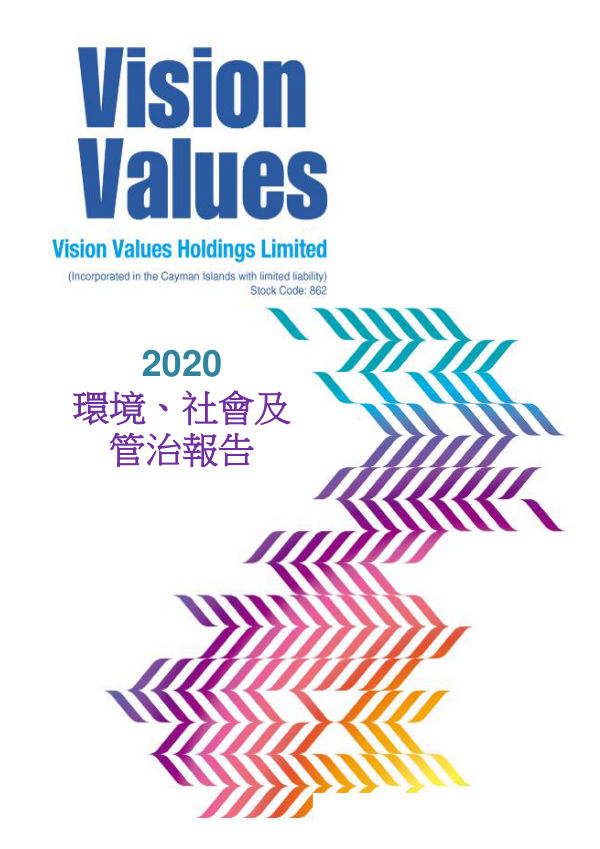 Vision
Values
Vision Values Holdings Limited
(Incorporated in the Cayman Islands with limited liability)
Stock Code: 862
2020
環境、社會及
管治報告